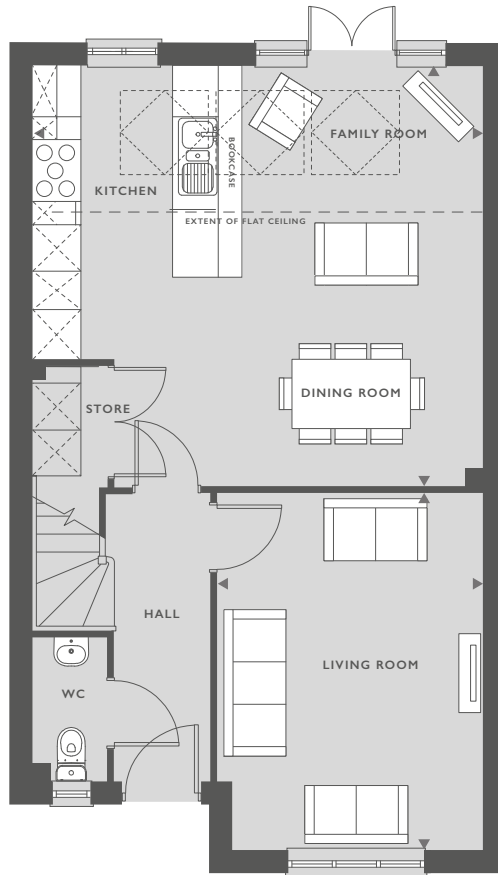 FAMILY ROOM
BOOKCASE
KITCHEN
EXTENT OF FLAT CEILING
DINING ROOM
STORE
HALL
LIVING ROOM
WC